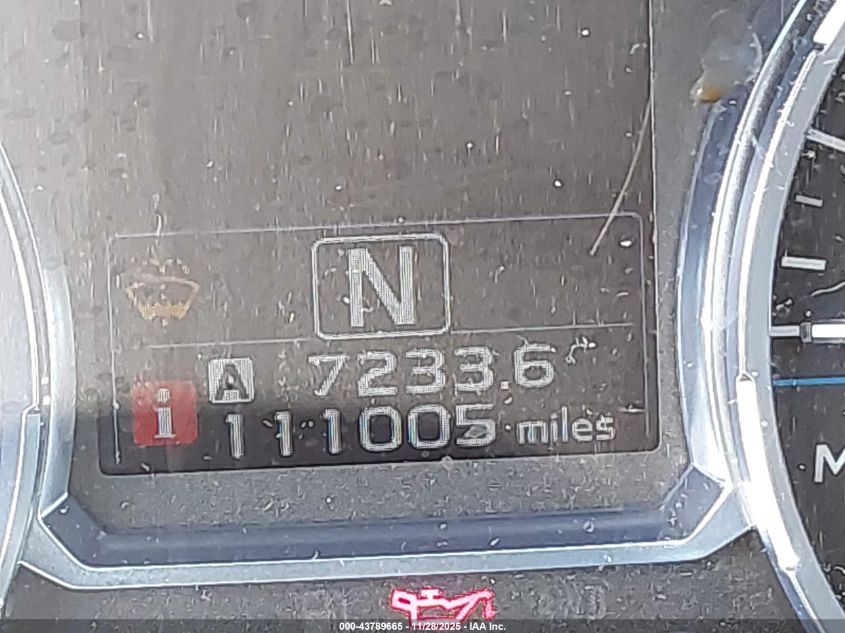 N
A 7233.6
i 111005 miles
M
000-43789665 - 11/28/2025 - IAA Inc.